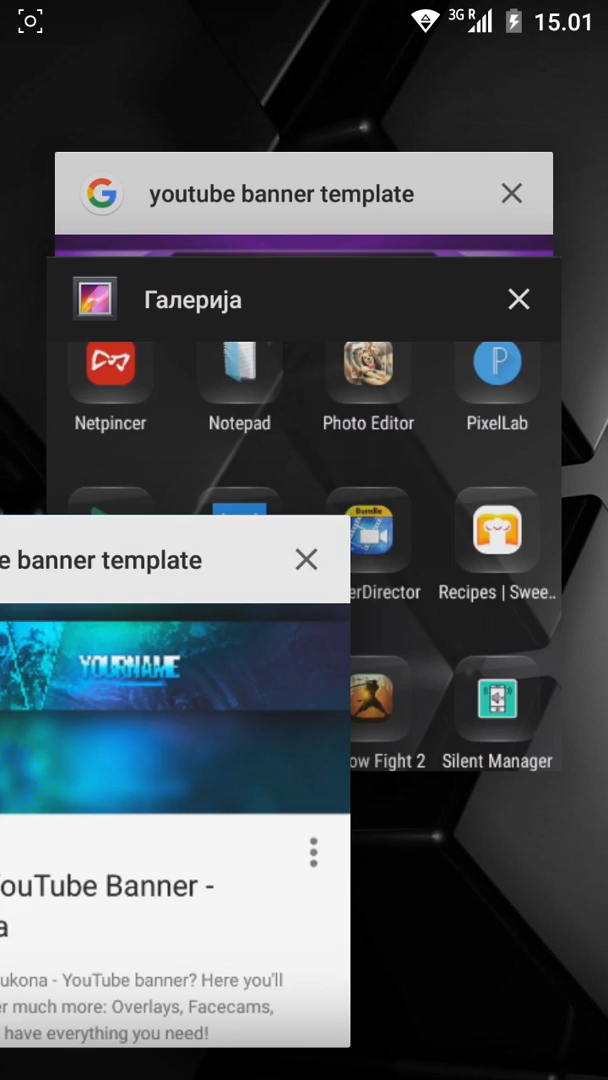 3G R 15.01
youtube banner template
Галерија
Netpincer Notepad Photo Editor PixelLab
e banner template
erDirector Recipes | Swee..
Bundle
YOURNAME
ow Fight 2 Silent Manager
ouTube Banner -
a
ukona - YouTube banner? Here you'll
er much more: Overlays, Facecams,
have everything you need!